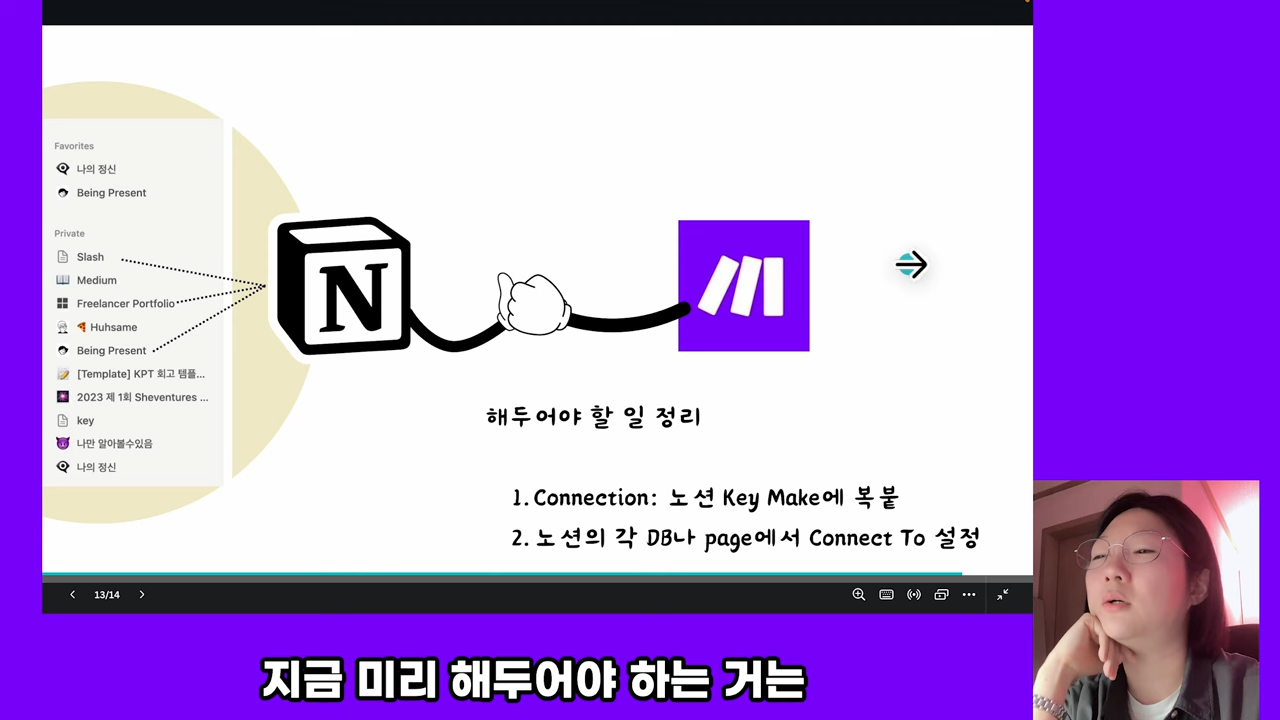 Favorites
나의 정신
Being Present
Private
Slash
Medium
Freelancer Portfolio
Huhsame
Being Present
[Template] KPT 회고 템플...
2023 제 1회 Sheventures ...
key
나만 알아볼수있음
나의 정신
N
해두어야 할 일 정리
1. Connection: 노션 Key Make에 복붙
2. 노션의 각 DB나 page에서 Connect To 설정
13/14
지금 미리 해두어야 하는 거는